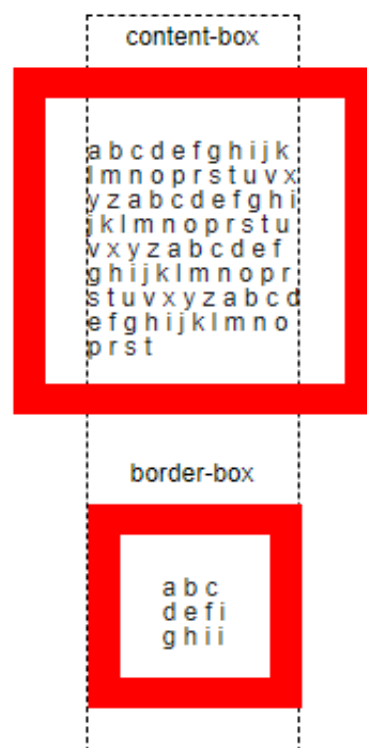 content-box
a b c d e f g h i j k
l m n o p r s t u v x
y z a b c d e f g h i
j k l m n o p r s t u
v x y z a b c d e f
g h i j k l m n o p r
s t u v x y z a b c d
e f g h i j k l m n o
p r s t
border-box
a b c
d e f i
g h i i